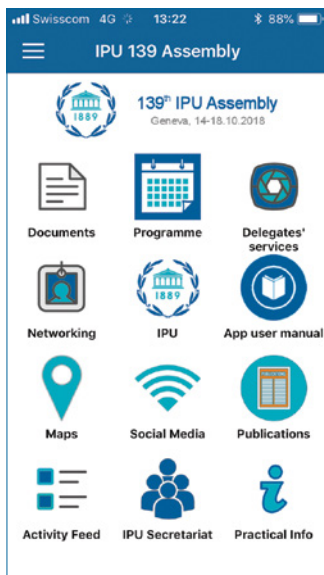 Swisscom 4G 13:22 88%
IPU 139 Assembly
1889
139th IPU Assembly
Geneva, 14-18.10.2018
Documents
Programme
Delegates'
services
1889
Networking
IPU
App user manual
Maps
Social Media
Publications
Activity Feed
IPU Secretariat
Practical Info